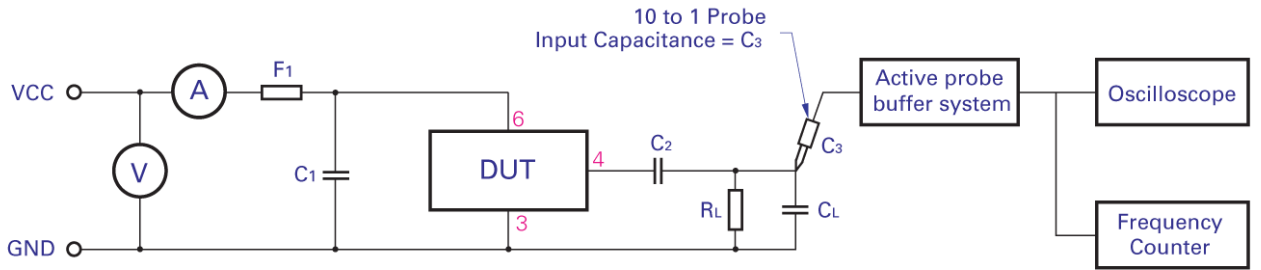 10 to 1 Probe
Input Capacitance = C₃
VCC
A
F₁
V
C₁
6
DUT
4
3
C₂
RL
CL
C₃
Active probe
buffer system
Oscilloscope
Frequency
Counter
GND